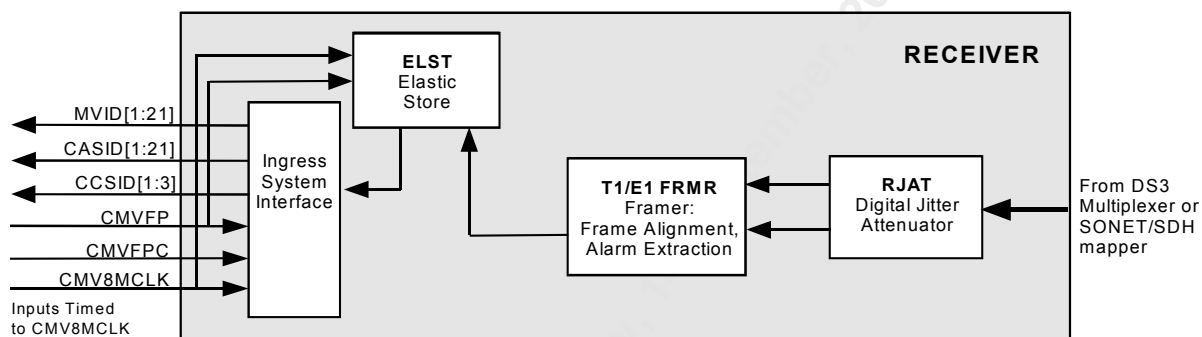 RECEIVER
ELST
Elastic
Store
MVID[1:21]
CASID[1:21]
CCSID[1:3]
CMVFP
CMVFPC
CMV8MCLK
Inputs Timed
to CMV8MCLK
Ingress
System
Interface
T1/E1 FRMR
Framer:
Frame Alignment,
Alarm Extraction
RJAT
Digital Jitter
Attenuator
From DS3
Multiplexer or
SONET/SDH
mapper